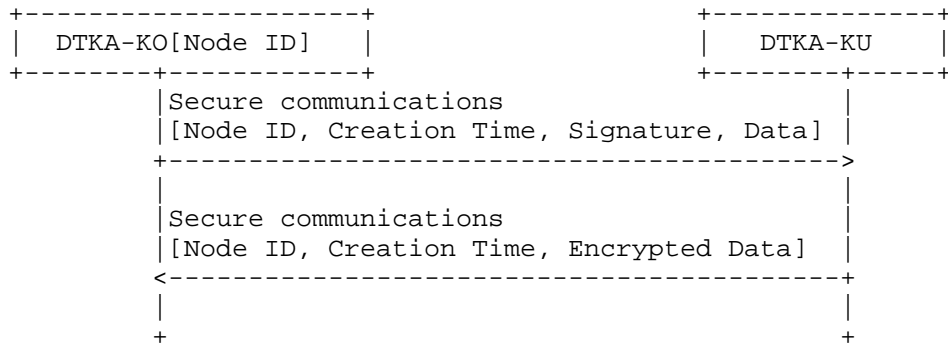 DTKA-KO[Node ID] DTKA-KU
Secure communications
[Node ID, Creation Time, Signature, Data]
Secure communications
[Node ID, Creation Time, Encrypted Data]